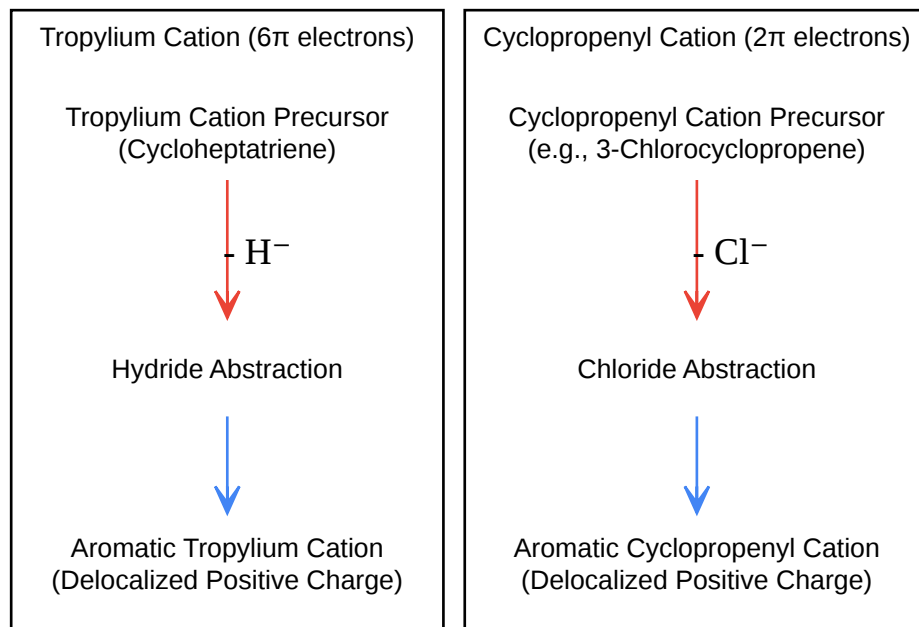 Tropylium Cation (6π electrons)
Tropylium Cation Precursor
(Cycloheptatriene)
- H⁻
Hydride Abstraction
Aromatic Tropylium Cation
(Delocalized Positive Charge)
Cyclopropenyl Cation (2π electrons)
Cyclopropenyl Cation Precursor
(e.g., 3-Chlorocyclopropene)
- Cl⁻
Chloride Abstraction
Aromatic Cyclopropenyl Cation
(Delocalized Positive Charge)